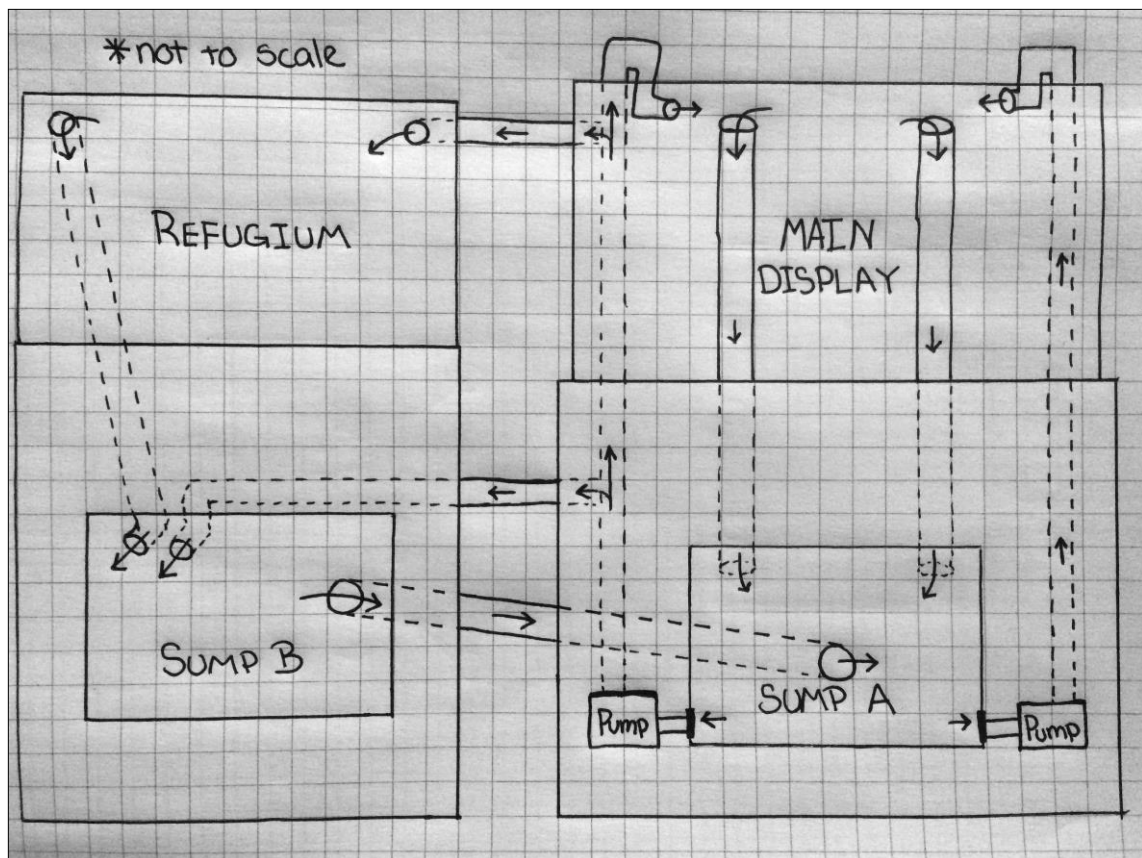 *not to scale
REFUGIUM
MAIN
DISPLAY
SUMP B
SUMP A
Pump
Pump